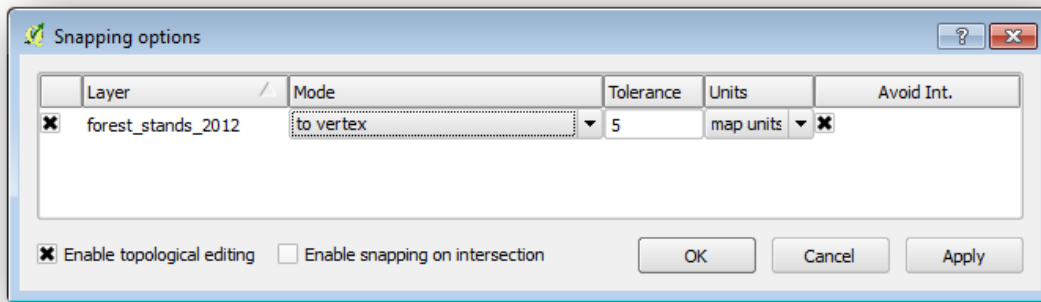 Snapping options
Layer Mode Tolerance Units Avoid Int.
forest_stands_2012 to vertex 5 map units
Enable topological editing Enable snapping on intersection OK Cancel Apply